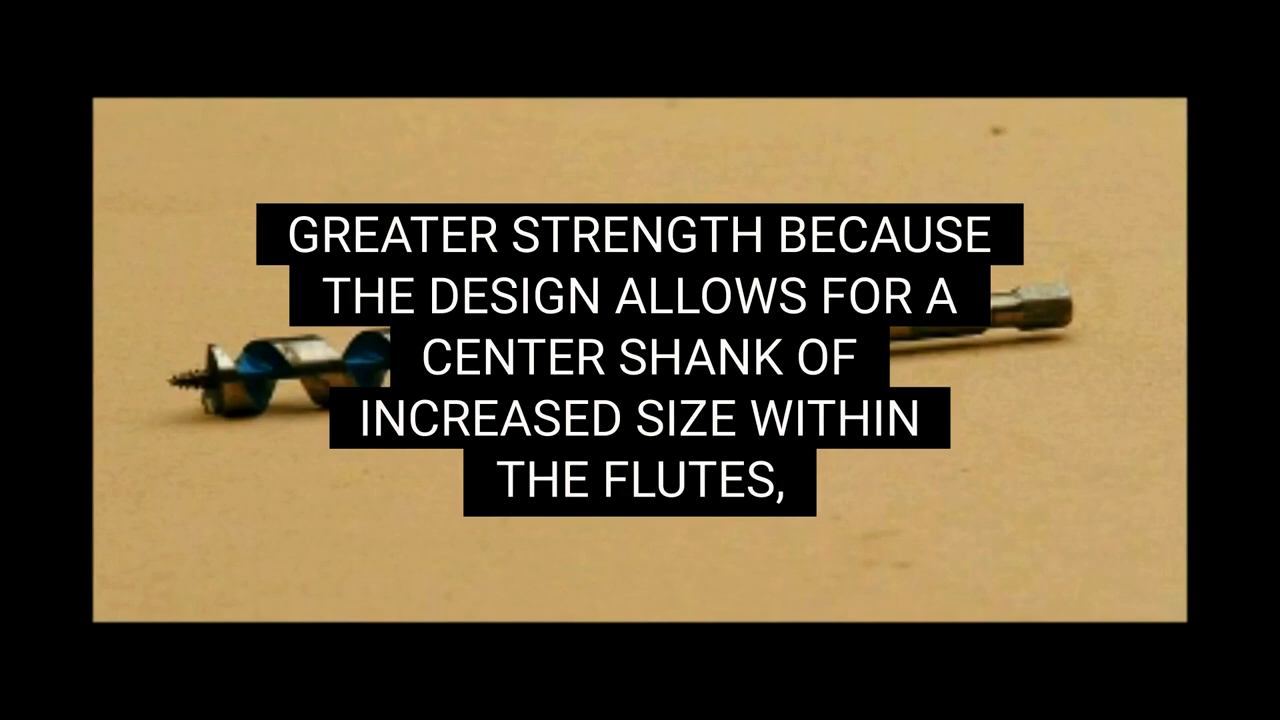 GREATER STRENGTH BECAUSE
THE DESIGN ALLOWS FOR A
CENTER SHANK OF
INCREASED SIZE WITHIN
THE FLUTES,